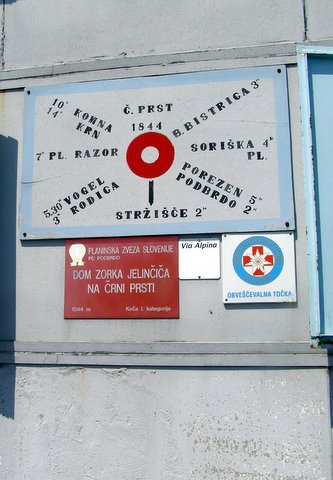 Č. PRST
1844
10° KOMNA
14° KRN
B. BISTRICA 3"
7" PL. RAZOR
SORIŠKA 4"
PL.
5,30" VOGEL
3" RODICA
POREZEN 5"
PODBRDO 2"
STRŽIŠČE 2"
PLANINSKA ZVEZA SLOVENIJE
PD PODBRDO
DOM ZORKA JELINČIČA
NA ČRNI PRSTI
1844 m
Koča I. kategorije
Via Alpina
OBVEŠČEVALNA TOČKA